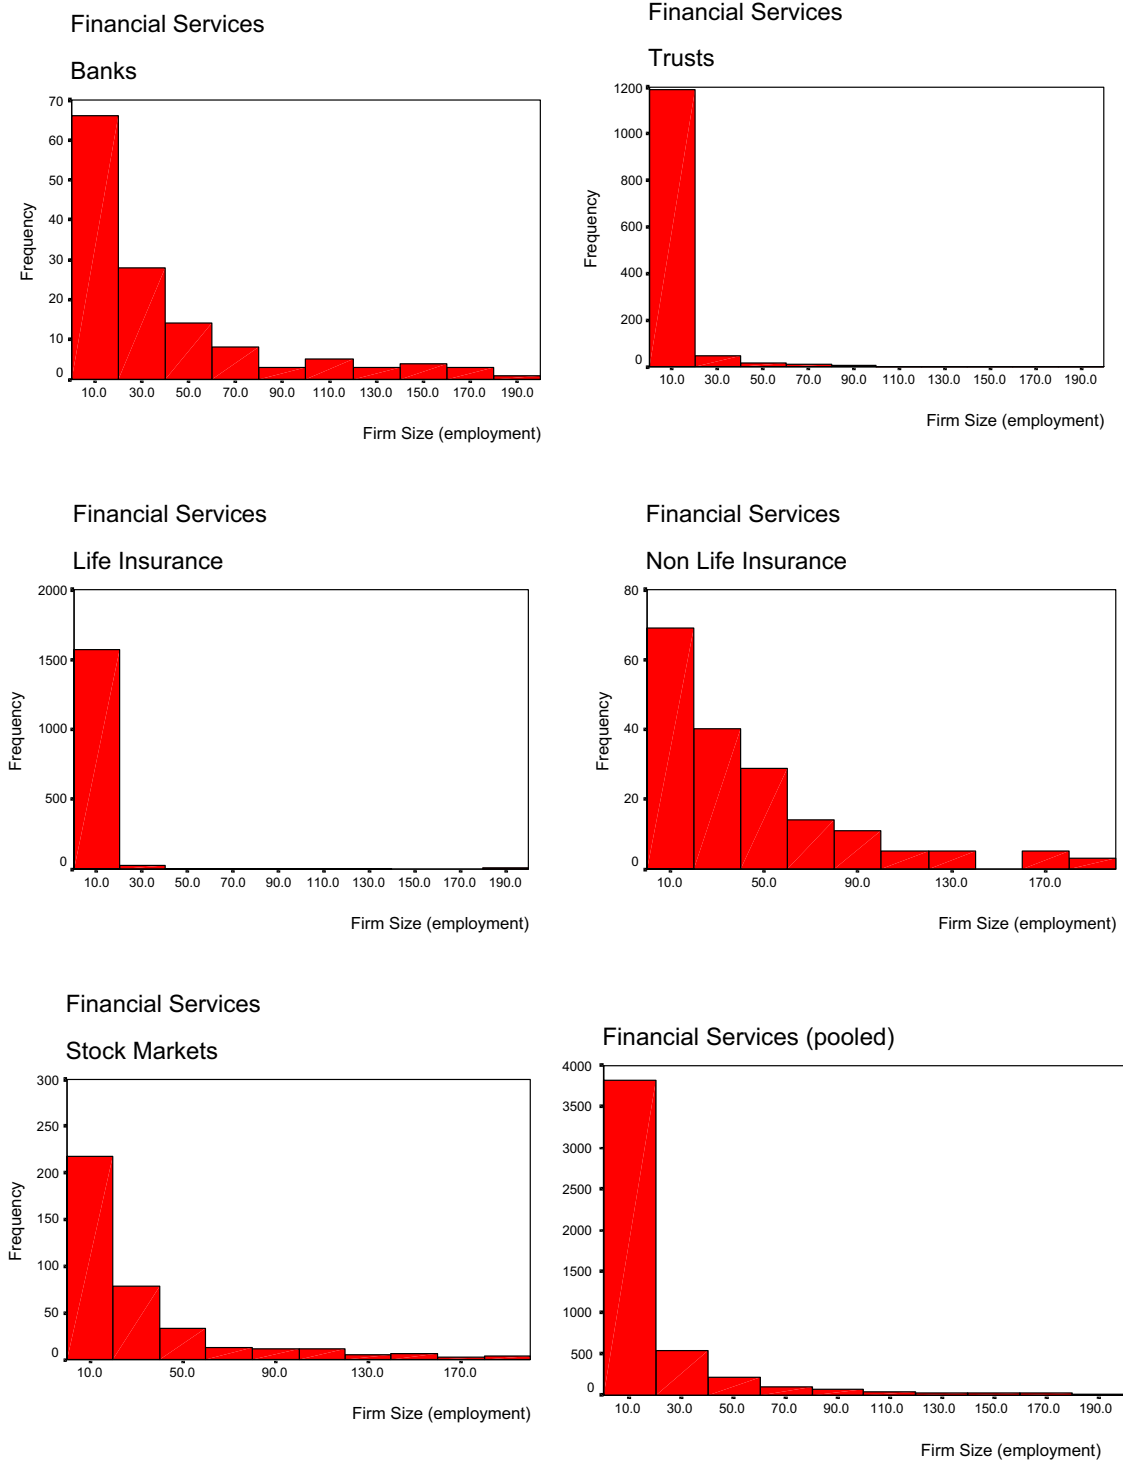 Financial Services
Banks
70
60
50
40
30
20
10
0
Frequency
10.0 30.0 50.0 70.0 90.0 110.0 130.0 150.0 170.0 190.0
Firm Size (employment)
Financial Services
Trusts
1200
1000
800
600
400
200
0
Frequency
10.0 30.0 50.0 70.0 90.0 110.0 130.0 150.0 170.0 190.0
Firm Size (employment)
Financial Services
Life Insurance
2000
1500
1000
500
0
Frequency
10.0 30.0 50.0 70.0 90.0 110.0 130.0 150.0 170.0 190.0
Firm Size (employment)
Financial Services
Non Life Insurance
80
60
40
20
0
Frequency
10.0 50.0 90.0 130.0 170.0
Firm Size (employment)
Financial Services
Stock Markets
300
250
200
150
100
50
0
Frequency
10.0 50.0 90.0 130.0 170.0
Firm Size (employment)
Financial Services (pooled)
4000
3500
3000
2500
2000
1500
1000
500
0
10.0 30.0 50.0 70.0 90.0 110.0 130.0 150.0 170.0 190.0
Firm Size (employment)